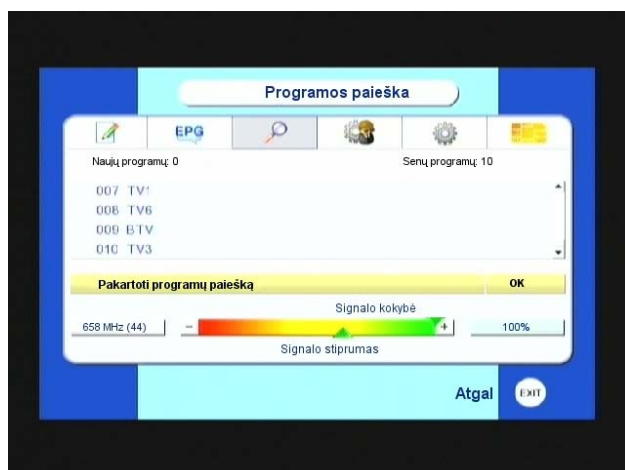 Programos paieška
EPG
Naujų programų: 0
Senų programų: 10
007 TV1
008 TV6
009 BTV
010 TV3
Pakartoti programų paiešką
OK
Signalo kokybė
658 MHz (44)
-
+
100%
Signalo stiprumas
Atgal
EXIT